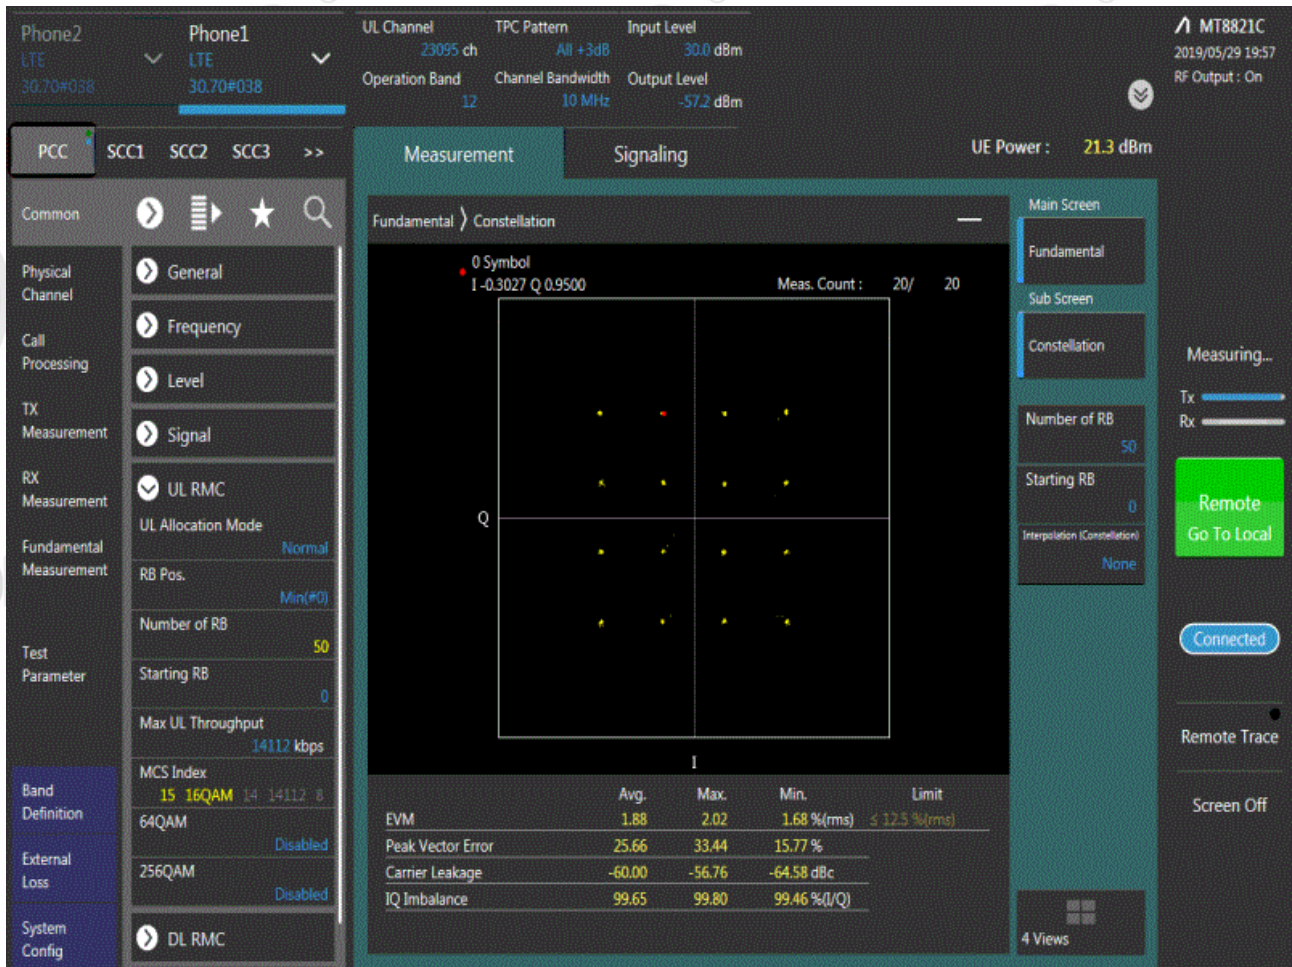 Phone2
LTE
30.70#038
Phone1
LTE
30.70#038
UL Channel
23095 ch
TPC Pattern
All +3dB
Input Level
30.0 dBm
Operation Band
12
Channel Bandwidth
10 MHz
Output Level
-57.2 dBm
MT8821C
2019/05/29 19:57
RF Output : On
PCC SCC1 SCC2 SCC3 >>
Measurement
Signaling
UE Power : 21.3 dBm
Common
Physical
Channel
Call
Processing
TX
Measurement
RX
Measurement
Fundamental
Measurement
Test
Parameter
Band
Definition
External
Loss
System
Config
General
Frequency
Level
Signal
UL RMC
UL Allocation Mode
Normal
RB Pos.
Min(#0)
Number of RB
50
Starting RB
0
Max UL Throughput
14112 kbps
MCS Index
15 16QAM 14 14112 8
64QAM
Disabled
256QAM
Disabled
DL RMC
Fundamental > Constellation
0 Symbol
I -0.3027 Q 0.9500
Meas. Count : 20/ 20
Q
I
Avg. Max. Min. Limit
EVM 1.88 2.02 1.68 %(rms) ≤ 12.5 %(rms)
Peak Vector Error 25.66 33.44 15.77 %
Carrier Leakage -60.00 -56.76 -64.58 dBc
IQ Imbalance 99.65 99.80 99.46 %(I/Q)
Main Screen
Fundamental
Sub Screen
Constellation
Number of RB
50
Starting RB
0
Interpolation (Constellation)
None
4 Views
Measuring...
Tx
Rx
Remote
Go To Local
Connected
Remote Trace
Screen Off